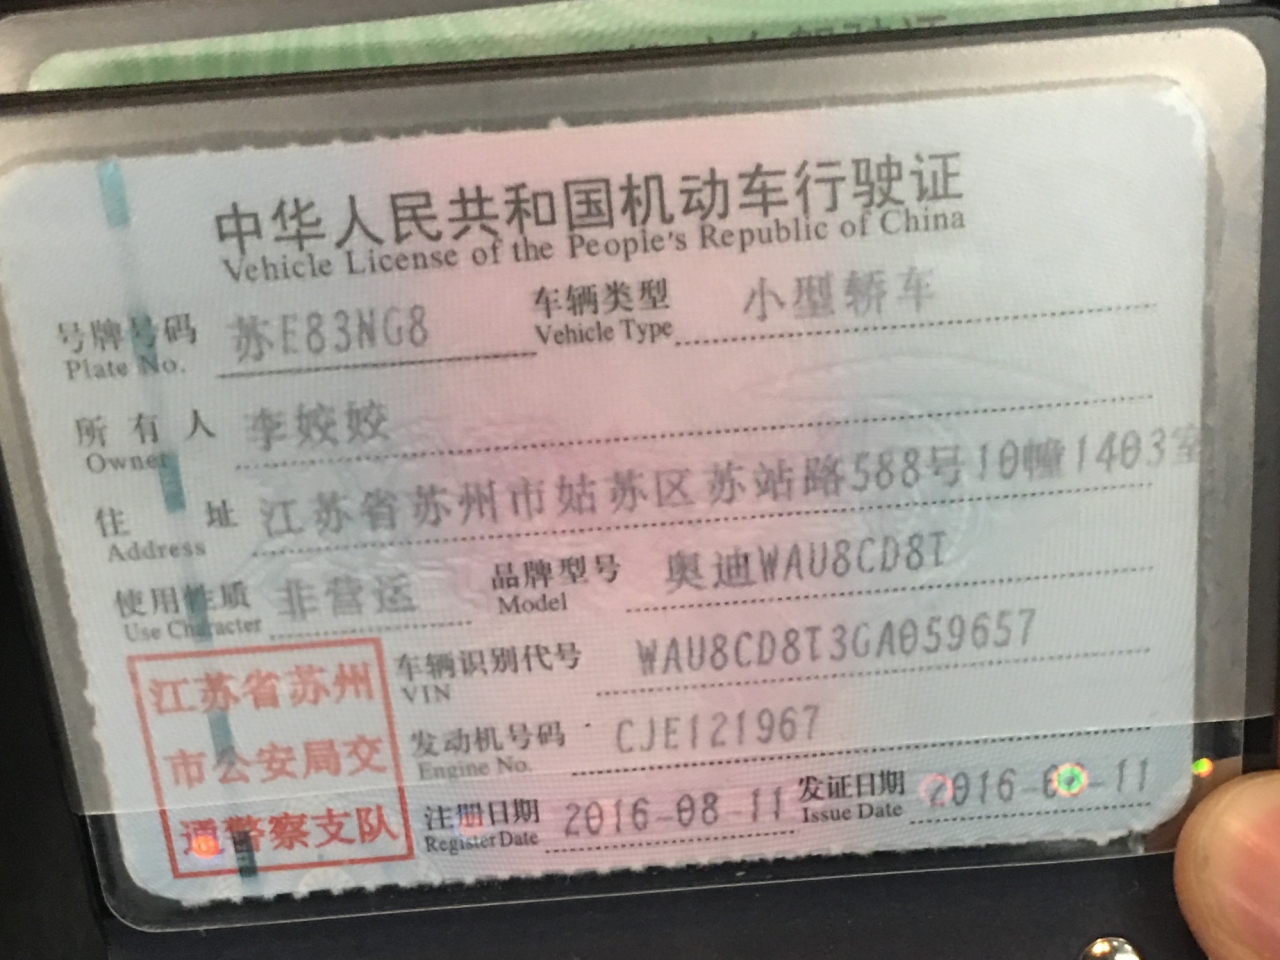 中华人民共和国机动车行驶证
Vehicle License of the People's Republic of China
号牌号码 苏E83NG8 车辆类型 小型轿车
Plate No. Vehicle Type
所有人 李姣姣
Owner
住址 江苏省苏州市姑苏区苏站路588号10幢1403室
Address
使用性质 非营运 品牌型号 奥迪WAU8CD8T
Use Character Model
车辆识别代号 WAU8CD8T3GA059657
VIN
发动机号码 CJE121967
Engine No.
注册日期 2016-08-11 发证日期 2016-
-11
Register Date Issue Date
江苏省苏州
市公安局交
通警察支队